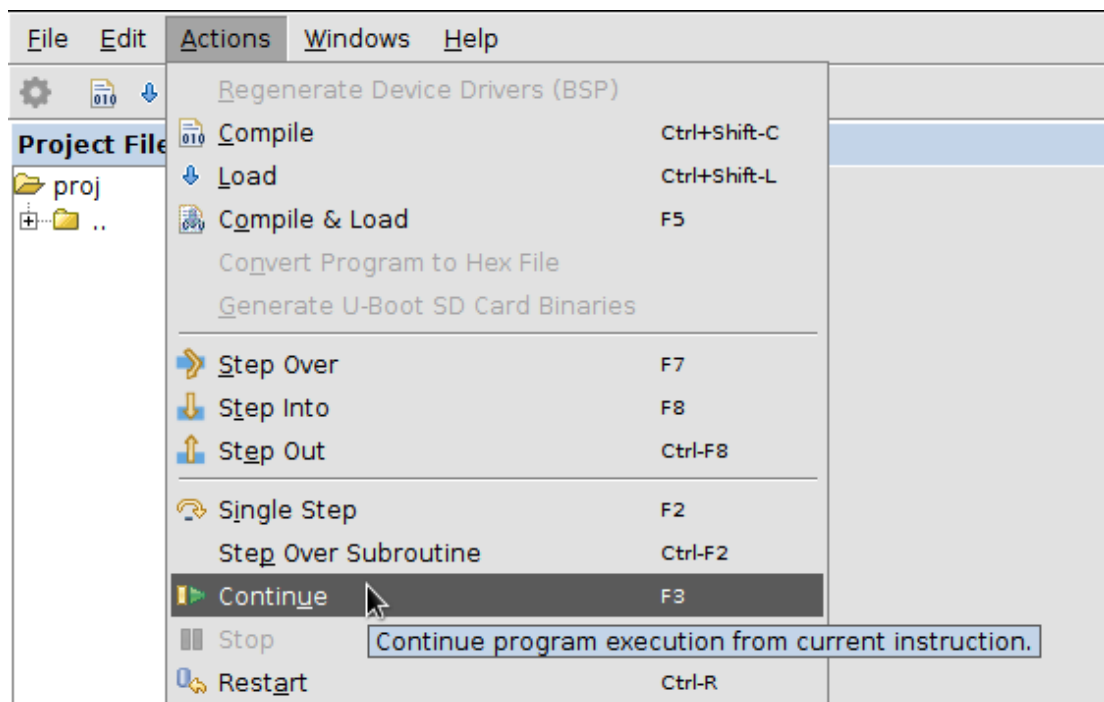 File Edit Actions Windows Help
Regenerate Device Drivers (BSP)
Project File
Compile Ctrl+Shift-C
proj
Load Ctrl+Shift-L
..
Compile & Load F5
Convert Program to Hex File
Generate U-Boot SD Card Binaries
Step Over F7
Step Into F8
Step Out Ctrl-F8
Single Step F2
Step Over Subroutine Ctrl-F2
Continue F3
Stop
Continue program execution from current instruction.
Restart Ctrl-R